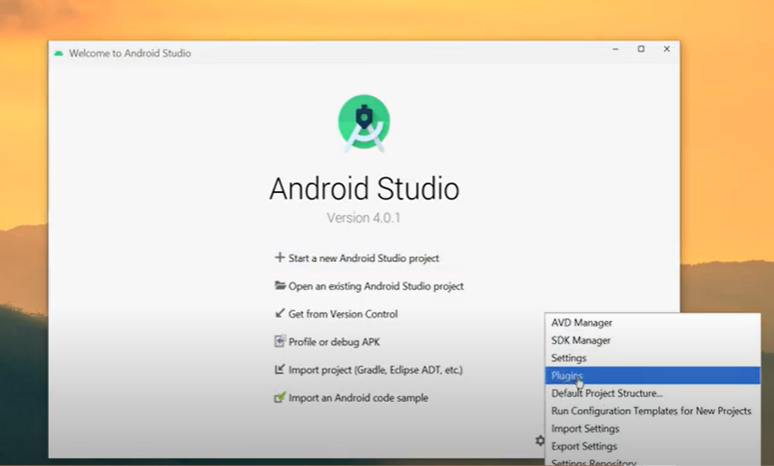 Welcome to Android Studio
Android Studio
Version 4.0.1
Start a new Android Studio project
Open an existing Android Studio project
Get from Version Control
Profile or debug APK
Import project (Gradle, Eclipse ADT, etc.)
Import an Android code sample
AVD Manager
SDK Manager
Settings
Plugins
Default Project Structure...
Run Configuration Templates for New Projects
Import Settings
Export Settings
Settings Repository